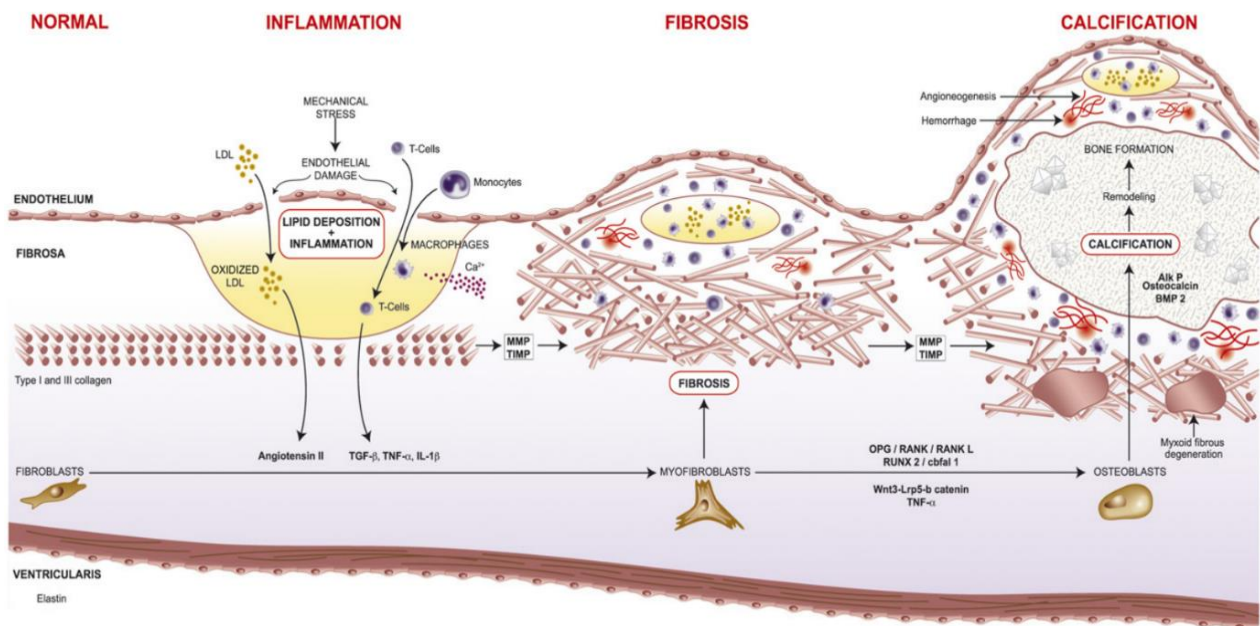 NORMAL
INFLAMMATION
FIBROSIS
CALCIFICATION
MECHANICAL
STRESS
LDL
ENDOTHELIAL
DAMAGE
T-Cells
Monocytes
Angioneogenesis
Hemorrhage
BONE FORMATION
Remodeling
CALCIFICATION
Alk P
Osteocalcin
BMP 2
ENDOTHELIUM
FIBROSA
LIPID DEPOSITION
+
INFLAMMATION
MACROPHAGES
Ca²⁺
OXIDIZED
LDL
T-Cells
MMP
TIMP
MMP
TIMP
Type I and III collagen
FIBROSIS
Angiotensin II
TGF-β, TNF-α, IL-1β
OPG / RANK / RANK L
RUNX 2 / cbfal 1
Myxoid fibrous
degeneration
FIBROBLASTS
MYOFIBROBLASTS
OSTEOBLASTS
Wnt3-Lrp5-b catenin
TNF-α
VENTRICULARIS
Elastin